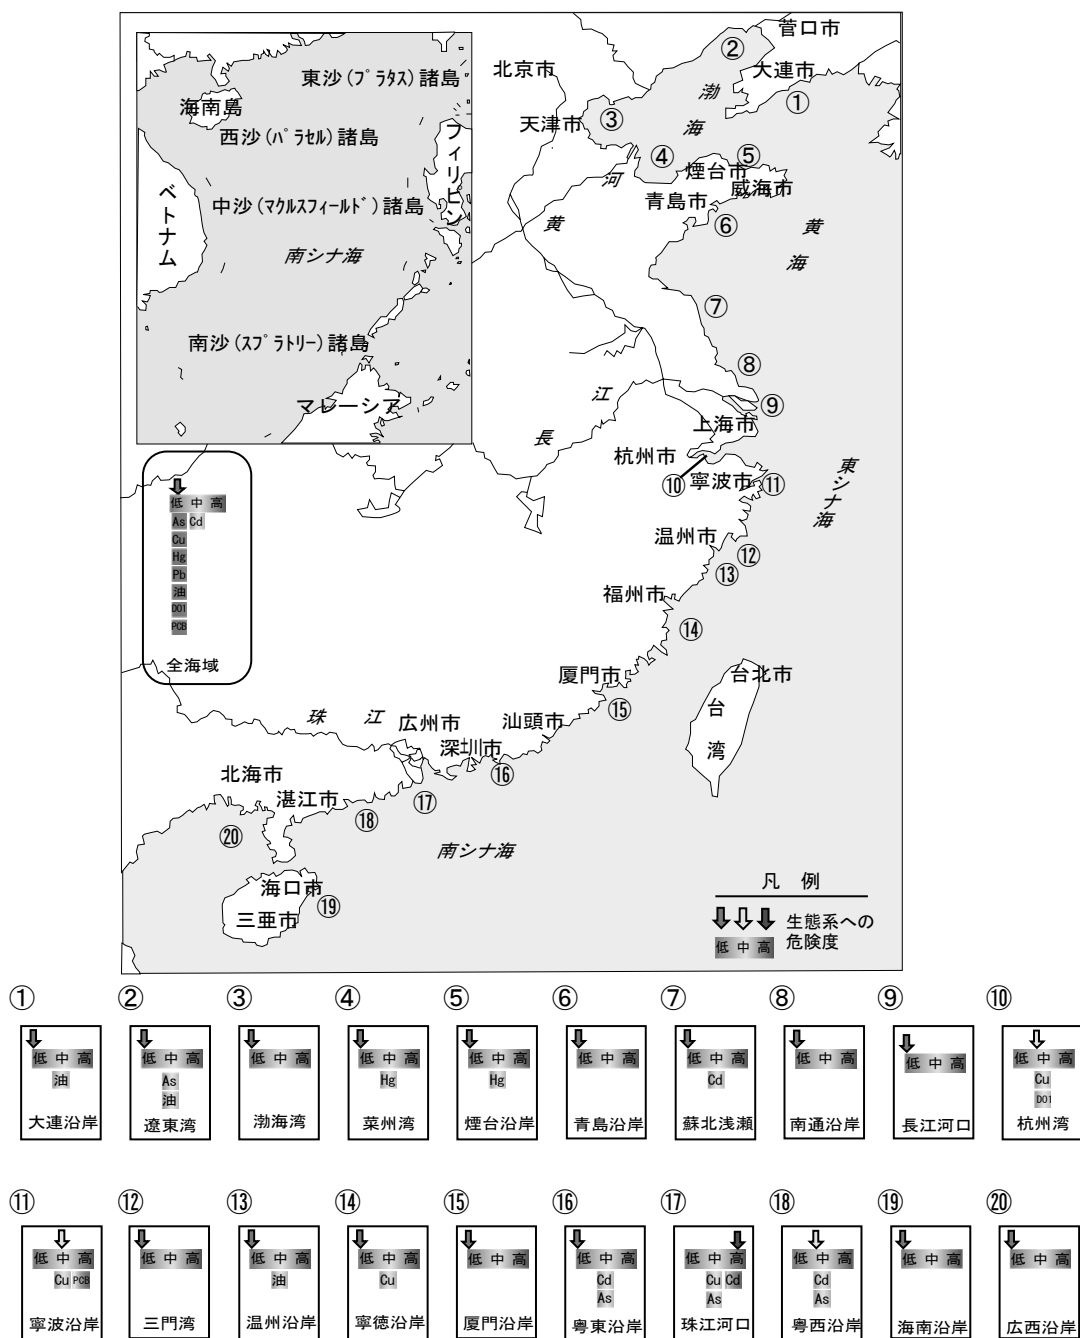 東沙(ﾌﾟﾗﾀｽ)諸島
海南島
西沙(ﾊﾟﾗｾﾙ)諸島
フィリピン
ベトナム
中沙(ﾏｸﾙｽﾌｨｰﾙﾄﾞ)諸島
南シナ海
南沙(ｽﾌﾟﾗﾄﾘｰ)諸島
マレーシア
営口市
②
北京市
大連市
渤海
①
天津市
③
④
⑤
煙台市
威海市
黄河
青島市
⑥
黄海
⑦
⑧
長江
⑨
上海市
杭州市
⑩
寧波市
⑪
東シナ海
温州市
⑫
⑬
福州市
⑭
台北市
台湾
厦門市
⑮
汕頭市
珠江
広州市
深圳市
⑯
北海市
湛江市
⑰
⑱
⑳
南シナ海
海口市
⑲
三亜市
低 中 高
As Cd
Cu
Hg
Pb
油
DO1
PCB
全海域
凡 例
生態系への
危険度
低 中 高
① ② ③ ④ ⑤ ⑥ ⑦ ⑧ ⑨ ⑩
低 中 高 低 中 高 低 中 高 低 中 高 低 中 高 低 中 高 低 中 高 低 中 高 低 中 高 低 中 高
油 As Hg Hg Cd Cu
油 DO1
大連沿岸 遼東湾 渤海湾 菜州湾 煙台沿岸 青島沿岸 蘇北浅瀬 南通沿岸 長江河口 杭州湾
⑪ ⑫ ⑬ ⑭ ⑮ ⑯ ⑰ ⑱ ⑲ ⑳
低 中 高 低 中 高 低 中 高 低 中 高 低 中 高 低 中 高 低 中 高 低 中 高 低 中 高 低 中 高
Cu PCB 油 Cu Cd Cu Cd Cd
As As As
寧波沿岸 三門湾 温州沿岸 寧徳沿岸 厦門沿岸 粤東沿岸 珠江河口 粤西沿岸 海南沿岸 広西沿岸